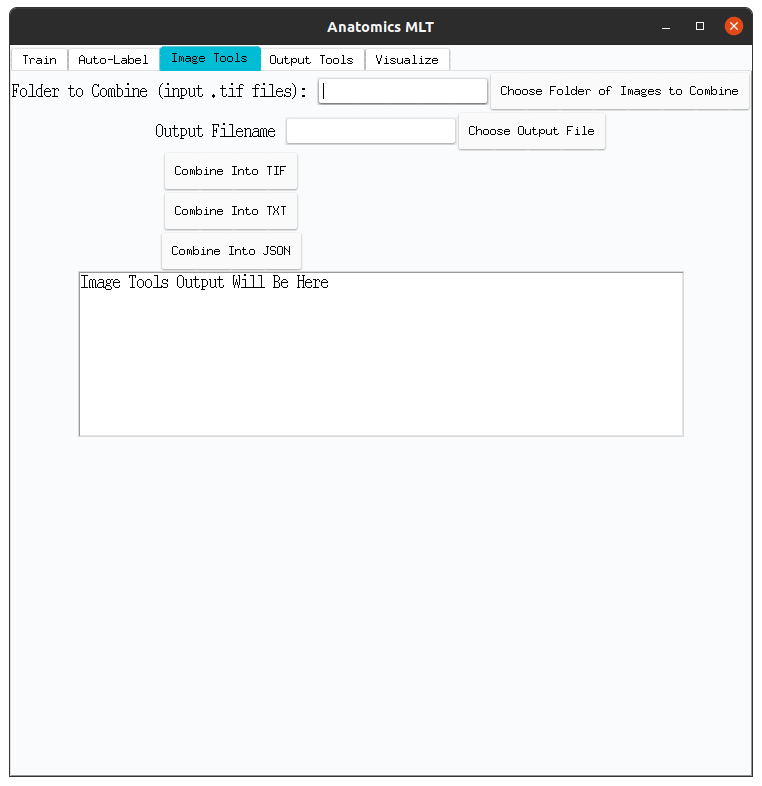 Anatomics MLT
Train Auto-Label Image Tools Output Tools Visualize
Folder to Combine (input .tif files): Choose Folder of Images to Combine
Output Filename Choose Output File
Combine Into TIF
Combine Into TXT
Combine Into JSON
Image Tools Output Will Be Here